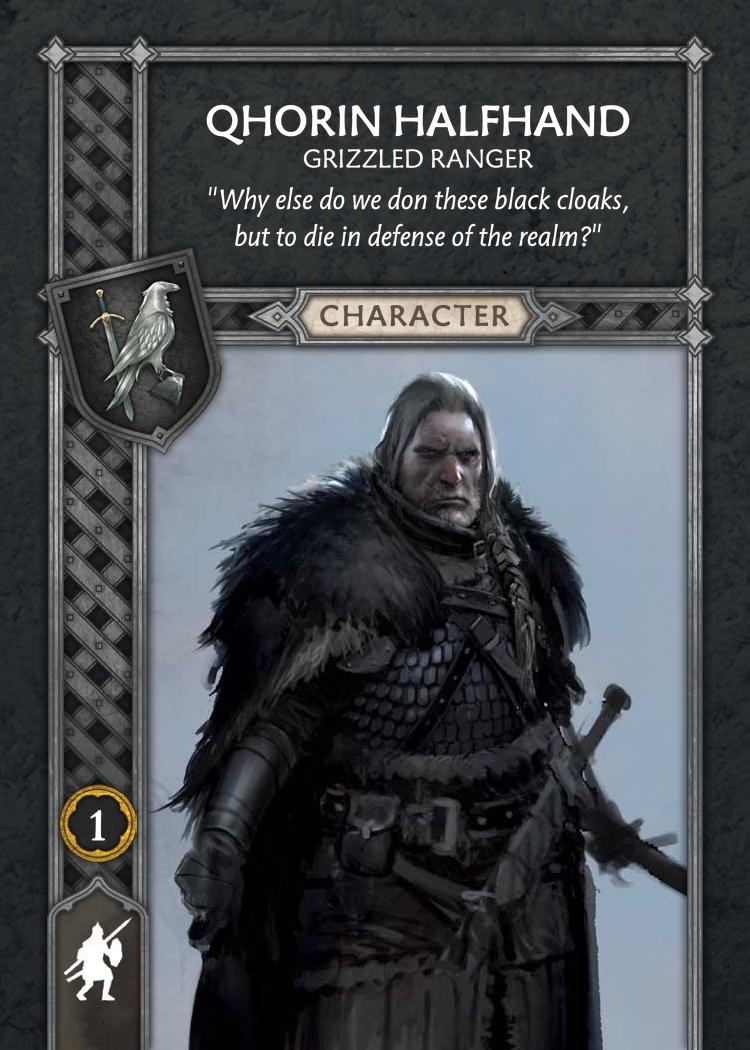 QHORIN HALFHAND
GRIZZLED RANGER
"Why else do we don these black cloaks,
but to die in defense of the realm?"
CHARACTER
1